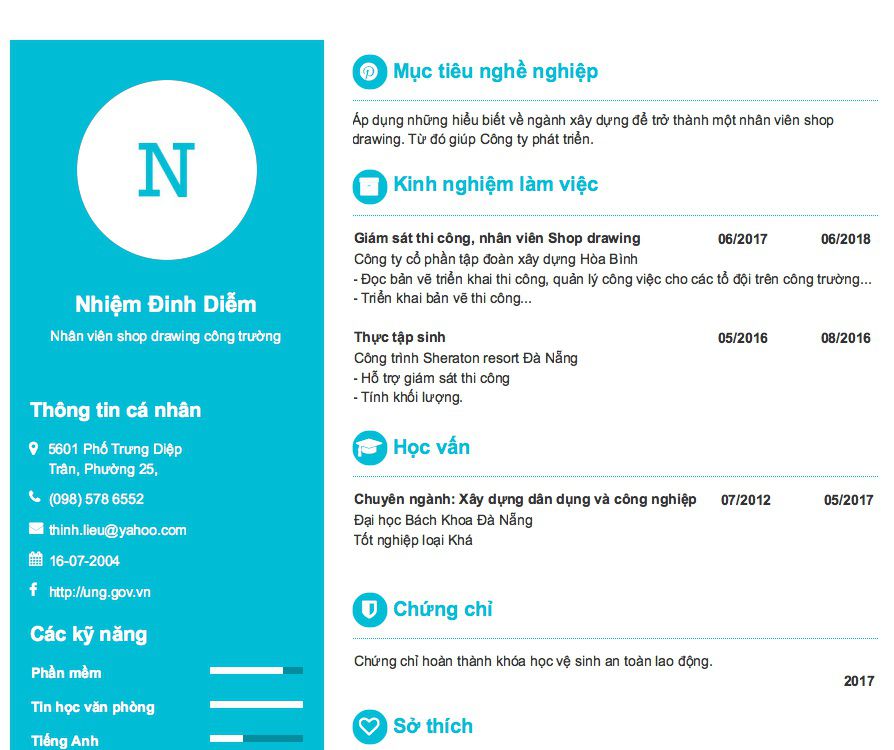 N
Nhiệm Đinh Diễm
Nhân viên shop drawing công trường
Thông tin cá nhân
5601 Phố Trưng Diệp
Trân, Phường 25,
(098) 578 6552
thinh.lieu@yahoo.com
16-07-2004
http://ung.gov.vn
Các kỹ năng
Phần mềm
Tin học văn phòng
Tiếng Anh
Mục tiêu nghề nghiệp
Áp dụng những hiểu biết về ngành xây dựng để trở thành một nhân viên shop
drawing. Từ đó giúp Công ty phát triển.
Kinh nghiệm làm việc
Giám sát thi công, nhân viên Shop drawing 06/2017 06/2018
Công ty cổ phần tập đoàn xây dựng Hòa Bình
- Đọc bản vẽ triển khai thi công, quản lý công việc cho các tổ đội trên công trường...
- Triển khai bản vẽ thi công...
Thực tập sinh 05/2016 08/2016
Công trình Sheraton resort Đà Nẵng
- Hỗ trợ giám sát thi công
- Tính khối lượng.
Học vấn
Chuyên ngành: Xây dựng dân dụng và công nghiệp 07/2012 05/2017
Đại học Bách Khoa Đà Nẵng
Tốt nghiệp loại Khá
Chứng chỉ
Chứng chỉ hoàn thành khóa học vệ sinh an toàn lao động.
2017
Sở thích